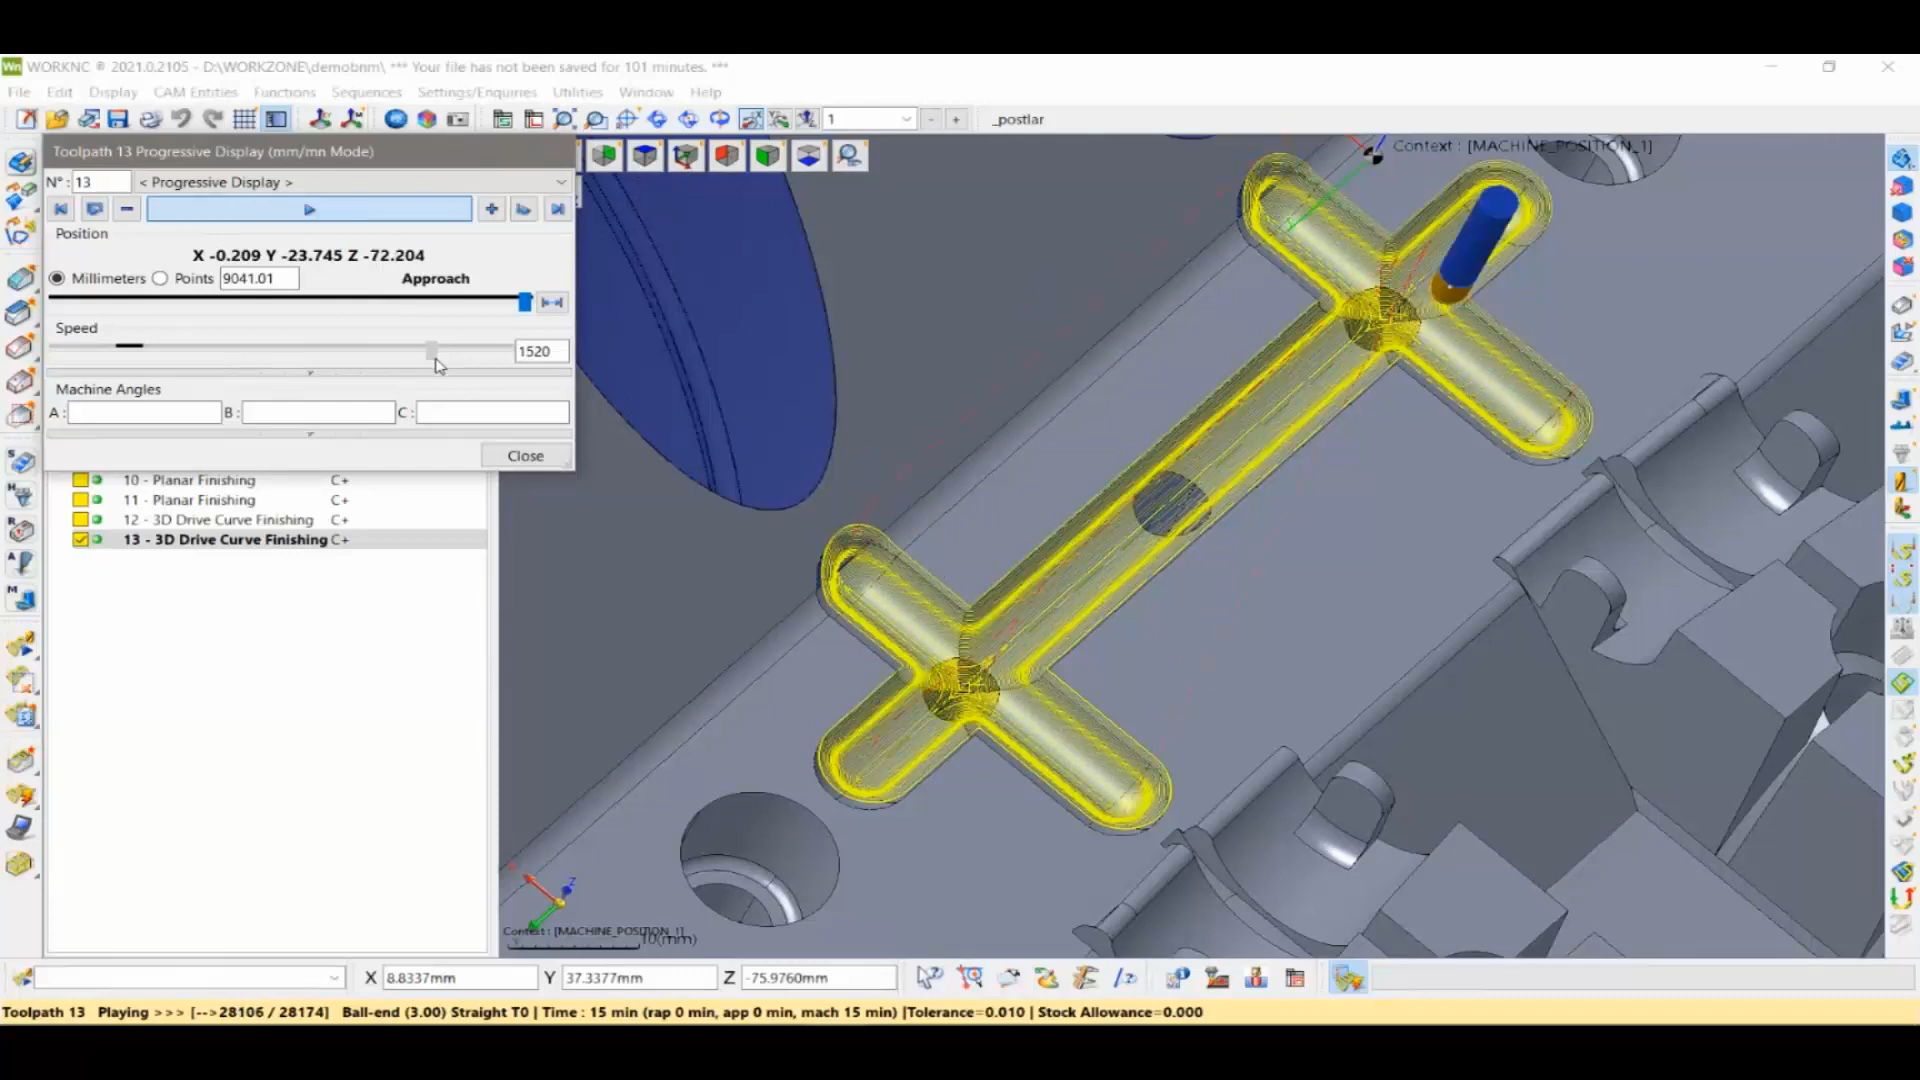 WORKNC ® 2021.0.2105 - D:\WORKZONE\demobnm\ *** Your file has not been saved for 101 minutes. ***
File Edit Display CAM Entities Functions Sequences Settings/Enquiries Utilities Window Help
1 - + _postlar
Toolpath 13 Progressive Display (mm/mn Mode)
Context : [MACHINE_POSITION_1]
N° : 13 < Progressive Display >
Position
X -0.209 Y -23.745 Z -72.204
Millimeters Points 9041.01 Approach
Speed
1520
Machine Angles
A : B : C :
Close
10 - Planar Finishing C+
11 - Planar Finishing C+
12 - 3D Drive Curve Finishing C+
13 - 3D Drive Curve Finishing C+
Z
Context : [MACHINE_POSITION_1]
10(mm)
X 8.8337mm Y 37.3377mm Z -75.9760mm
Toolpath 13 Playing >>> [-->28106 / 28174] Ball-end (3.00) Straight T0 | Time : 15 min (rap 0 min, app 0 min, mach 15 min) |Tolerance=0.010 | Stock Allowance=0.000